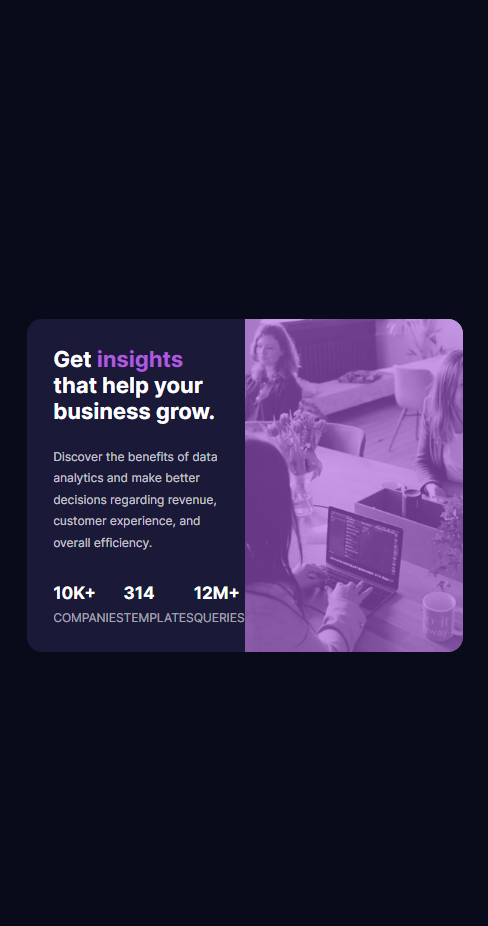 Get insights
that help your
business grow.
Discover the benefits of data
analytics and make better
decisions regarding revenue,
customer experience, and
overall efficiency.
10K+ 314 12M+
COMPANIESTEMPLATESQUERIES